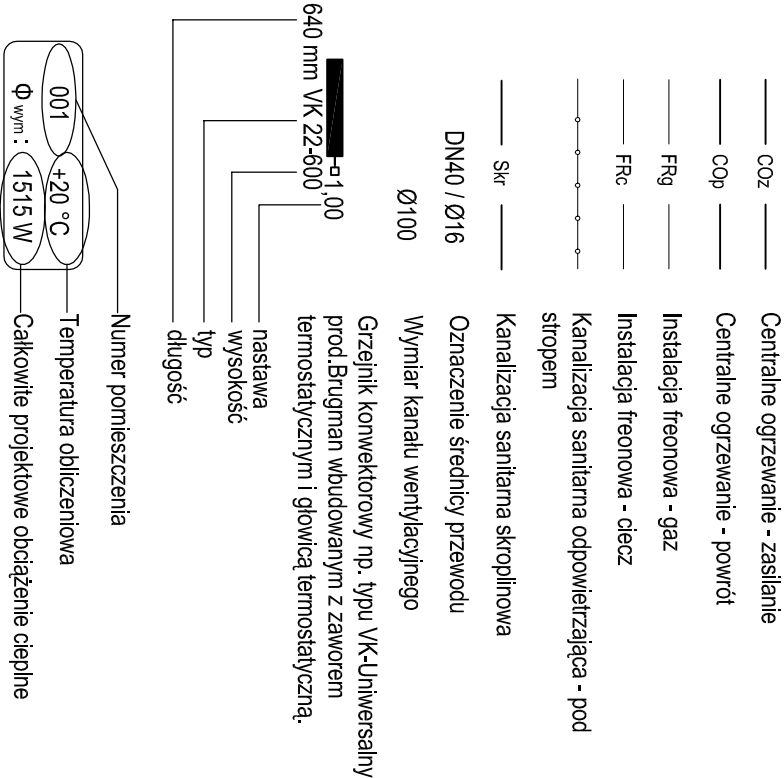 COz Centralne ogrzewanie - zasilanie
COp Centralne ogrzewanie - powrót
FRg Instalacja freonowa - gaz
FRc Instalacja freonowa - ciecz
Kanalizacja sanitarna odpowietrzająca - pod
stropem
Skr Kanalizacja sanitarna skroplinowa
DN40 / Ø16 Oznaczenie średnicy przewodu
Ø100 Wymiar kanału wentylacyjnego
Grzejnik konwektorowy np. typu VK-Uniwersalny
prod.Brugman wbudowanym z zaworem
termostatycznym i głowicą termostatyczną.
1,00
640 mm VK 22-600
nastawa
wysokość
typ
długość
Numer pomieszczenia
001 +20 °C Temperatura obliczeniowa
Φ wym : 1515 W Całkowite projektowe obciążenie cieplne